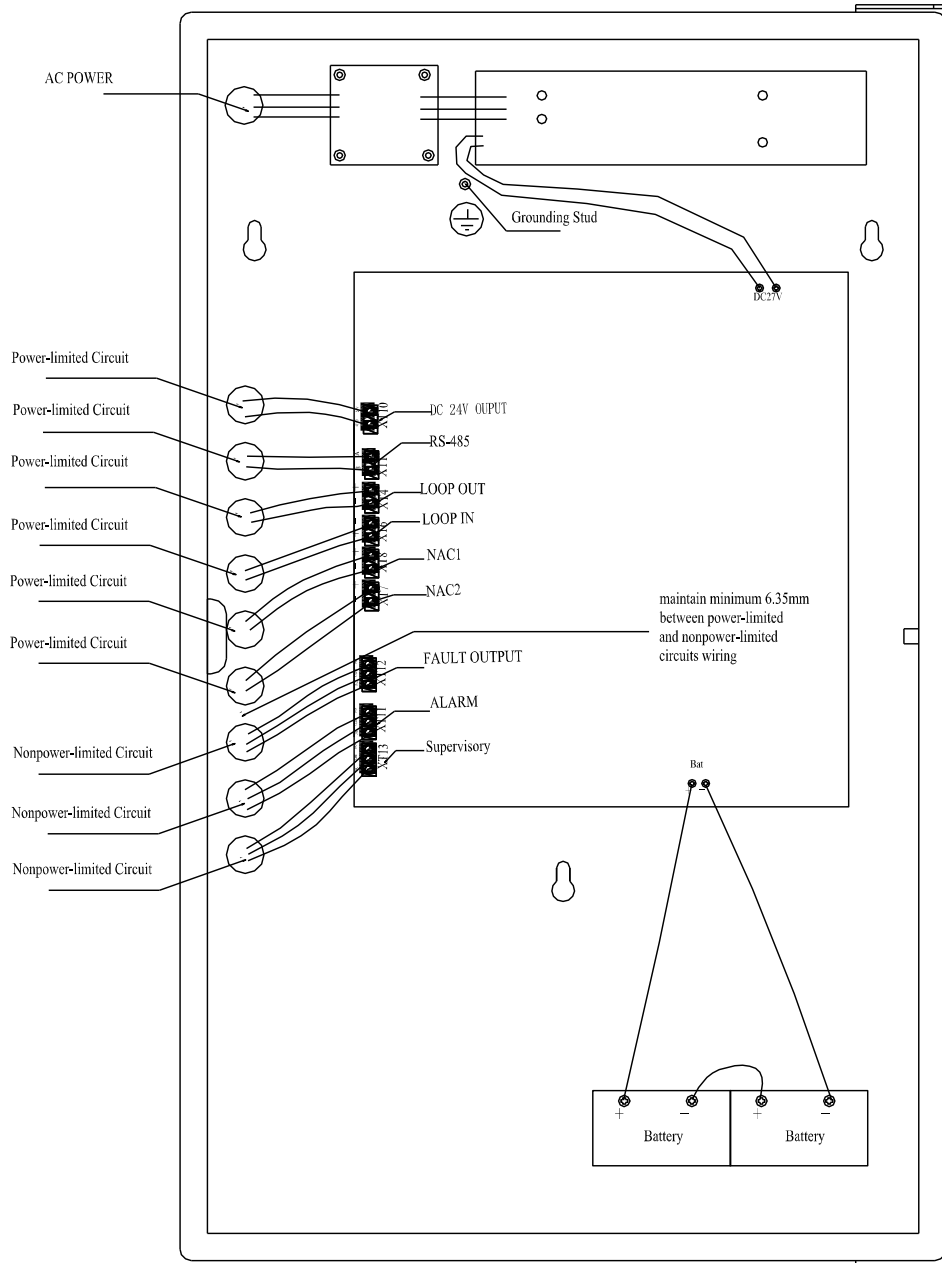 AC POWER
Grounding Stud
DC27V
Power-limited Circuit
DC 24V OUPUT
Power-limited Circuit
RS-485
Power-limited Circuit
LOOP OUT
Power-limited Circuit
LOOP IN
Power-limited Circuit
NAC1
Power-limited Circuit
NAC2
maintain minimum 6.35mm
between power-limited
and nonpower-limited
circuits wiring
FAULT OUTPUT
XT12
Nonpower-limited Circuit
ALARM
XT11
Supervisory
XT13
Nonpower-limited Circuit
Nonpower-limited Circuit
Bat
+ -
+ - + -
Battery Battery